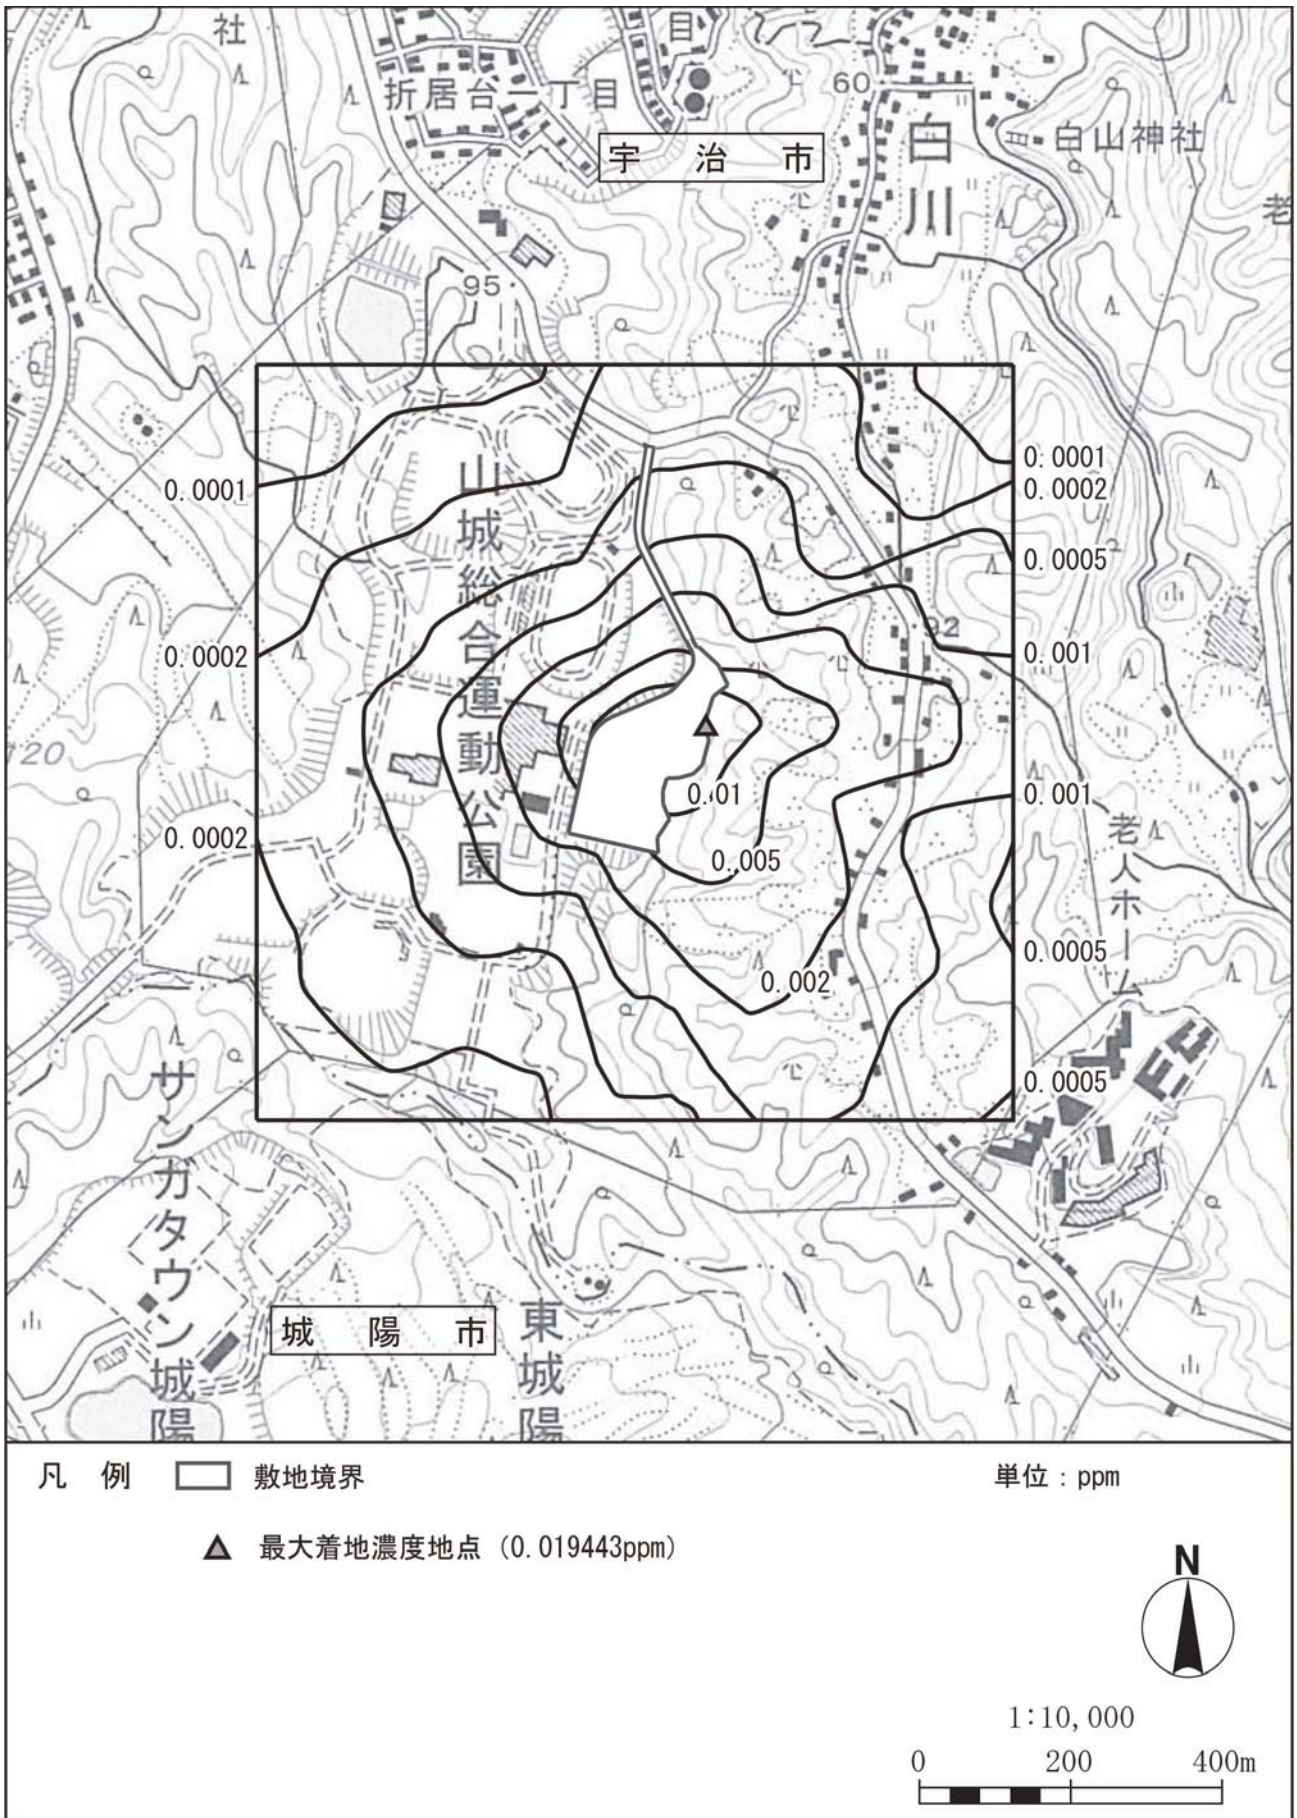 社
目
折居台一丁目
宇治市
60
白川
白山神社
老
95
0.0001
0.0001
0.0002
山城総合運動公園
0.0005
92
0.0002
0.001
120
0.01
0.001
0.0002
0.005
老人ホーム
0.0005
0.002
0.0005
サンガタウン城陽
城陽市
東城陽
凡例
敷地境界
単位：ppm
最大着地濃度地点（0.019443ppm）
N
1:10,000
0 200 400m